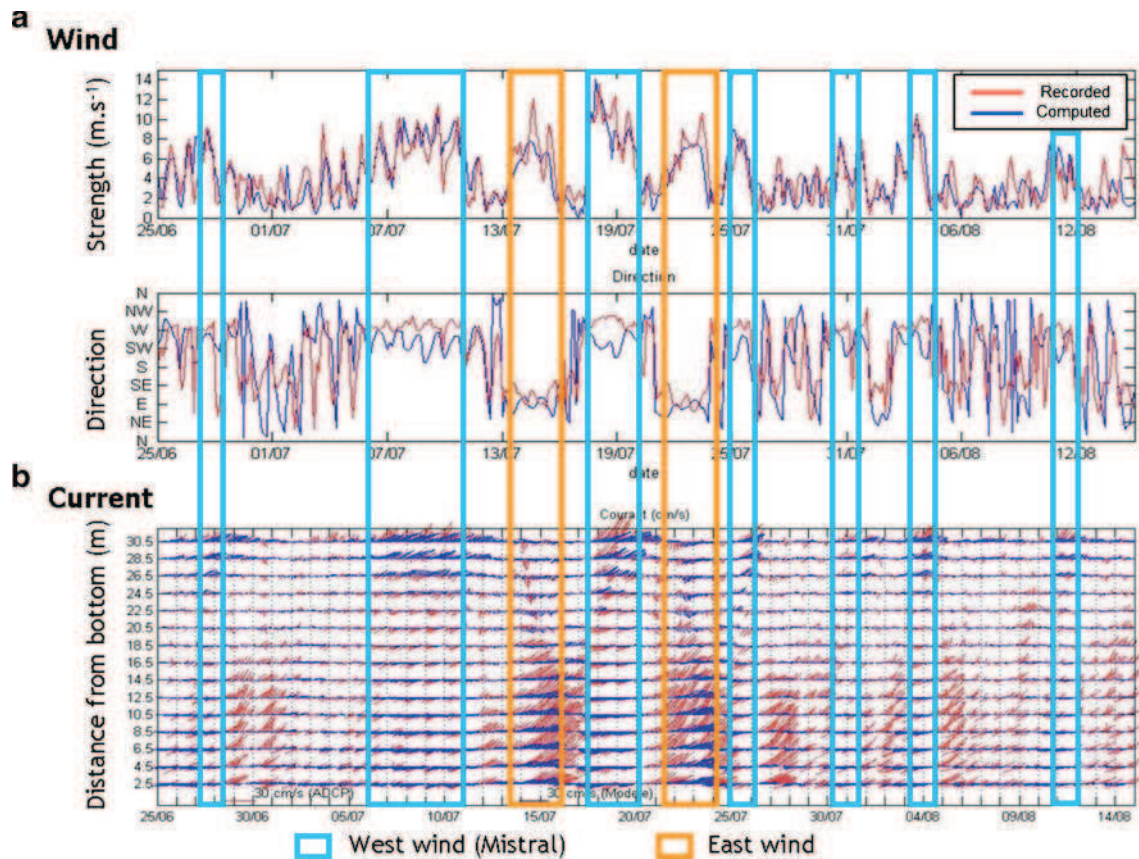 a
Wind
Strength (m.s⁻¹)
14
12
10
8
6
4
2
0
Recorded
Computed
25/06 01/07 07/07 13/07 19/07 25/07 31/07 06/08 12/08
date
Direction
Direction
N
NW
W
SW
S
SE
E
NE
N
25/06 01/07 07/07 13/07 19/07 25/07 31/07 06/08 12/08
date
b
Current
Courant (cm/s)
Distance from bottom (m)
30.5
28.5
26.5
24.5
22.5
20.5
18.5
16.5
14.5
12.5
10.5
8.5
6.5
4.5
2.5
30 cm/s (ADCP) 30 cm/s (Modele)
25/06 30/06 05/07 10/07 15/07 20/07 25/07 30/07 04/08 09/08 14/08
West wind (Mistral) East wind